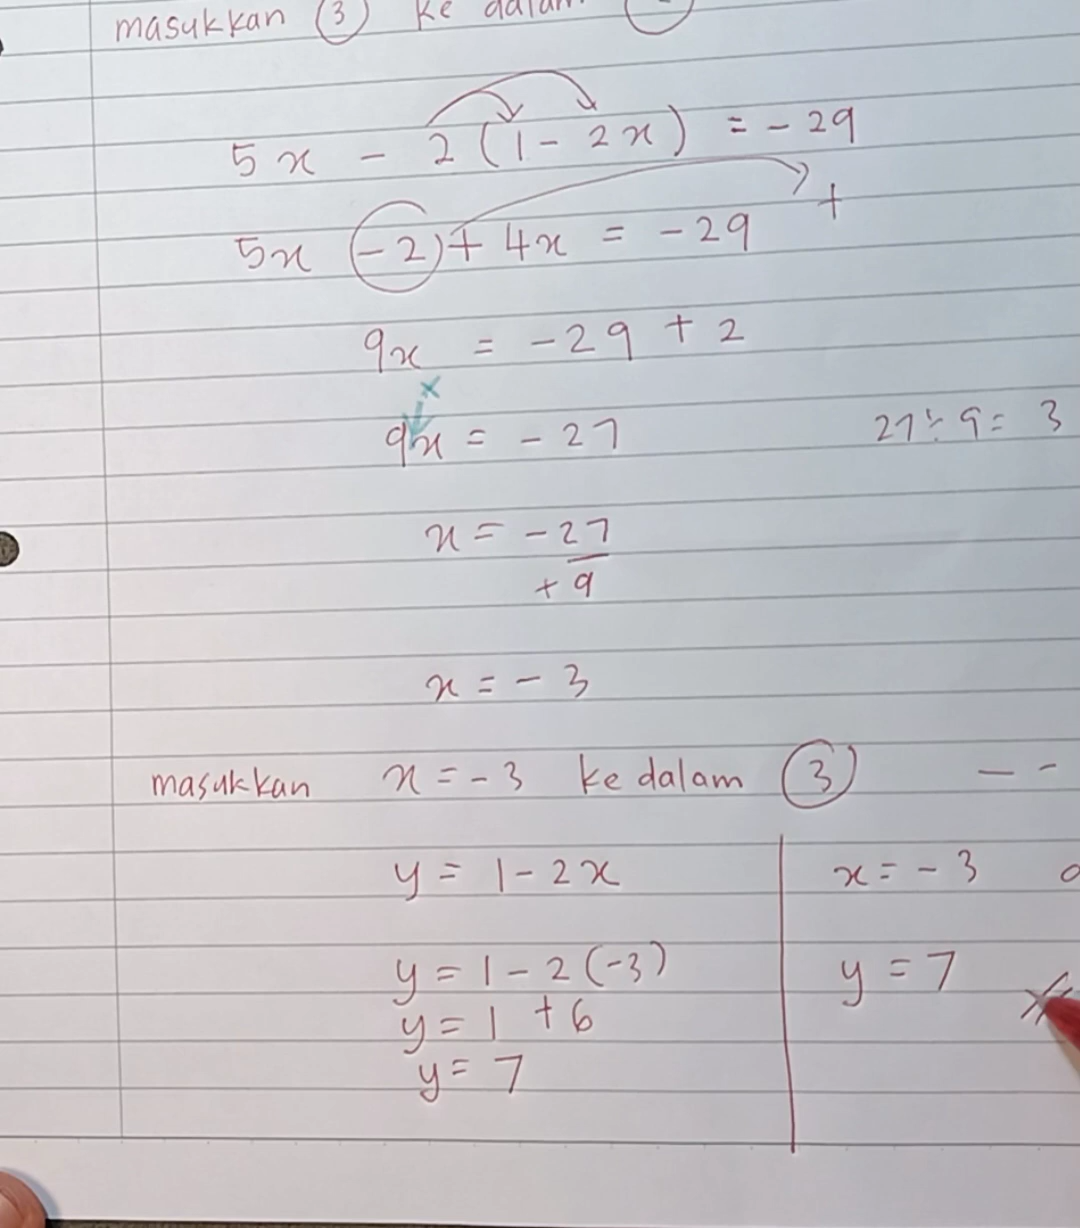 masukkan 3 ke dalam
5x - 2 (1 - 2x) = -29
+
5x - 2 + 4x = -29
9x = -29 + 2
x
9x = -27 27 ÷ 9 = 3
x = -27
+ 9
x = -3
masukkan x = -3 ke dalam 3 - -
y = 1 - 2x x = -3
y = 1 - 2(-3) y = 7
y = 1 + 6
y = 7